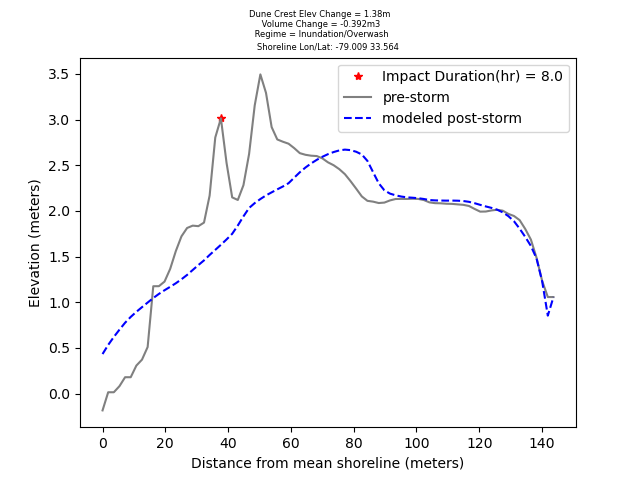 Dune Crest Elev Change = 1.38m
Volume Change = -0.392m3
Regime = Inundation/Overwash
Shoreline Lon/Lat: -79.009 33.564
Impact Duration(hr) = 8.0
pre-storm
modeled post-storm
3.5
3.0
2.5
2.0
1.5
1.0
0.5
0.0
Elevation (meters)
0 20 40 60 80 100 120 140
Distance from mean shoreline (meters)